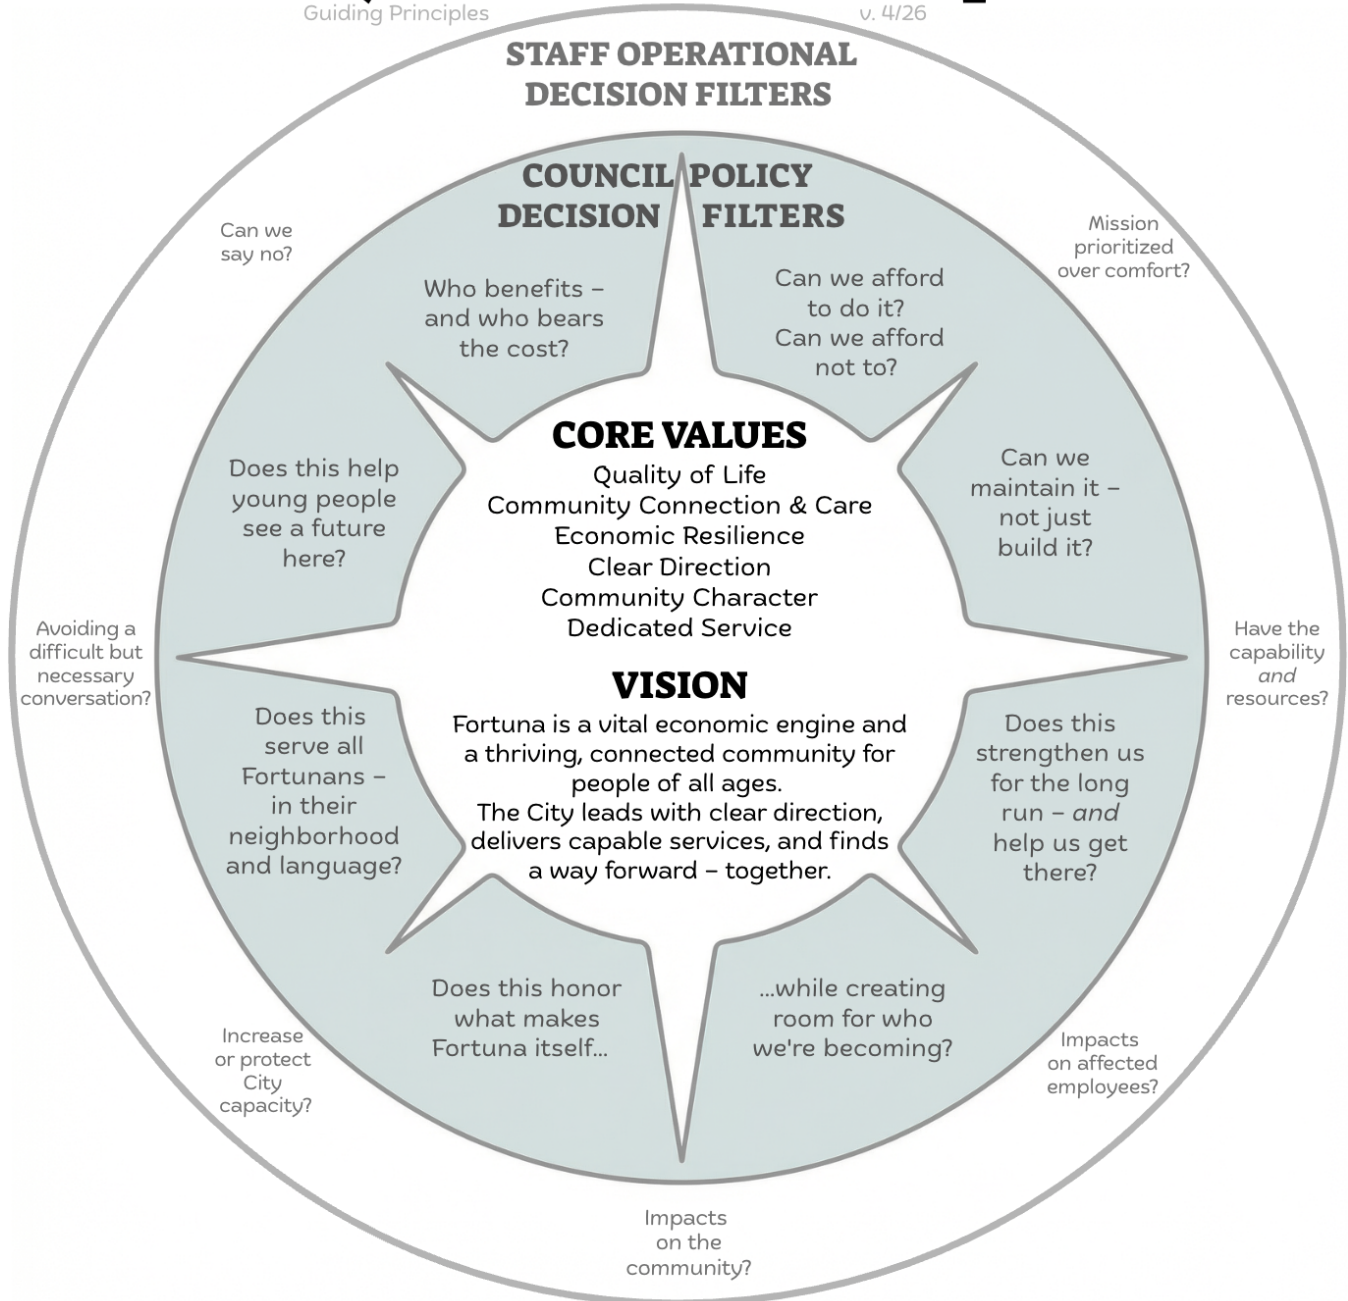 Guiding Principles
v. 4/26
STAFF OPERATIONAL
DECISION FILTERS
COUNCIL POLICY
DECISION FILTERS
Who benefits –
and who bears
the cost?
Can we afford
to do it?
Can we afford
not to?
Can we
maintain it –
not just
build it?
Does this
strengthen us
for the long
run – and
help us get
there?
...while creating
room for who
we're becoming?
Does this honor
what makes
Fortuna itself...
Does this
serve all
Fortunans –
in their
neighborhood
and language?
Does this help
young people
see a future
here?
CORE VALUES
Quality of Life
Community Connection & Care
Economic Resilience
Clear Direction
Community Character
Dedicated Service
VISION
Fortuna is a vital economic engine and
a thriving, connected community for
people of all ages.
The City leads with clear direction,
delivers capable services, and finds
a way forward – together.
Can we
say no?
Mission
prioritized
over comfort?
Have the
capability
and
resources?
Impacts
on affected
employees?
Impacts
on the
community?
Increase
or protect
City
capacity?
Avoiding a
difficult but
necessary
conversation?